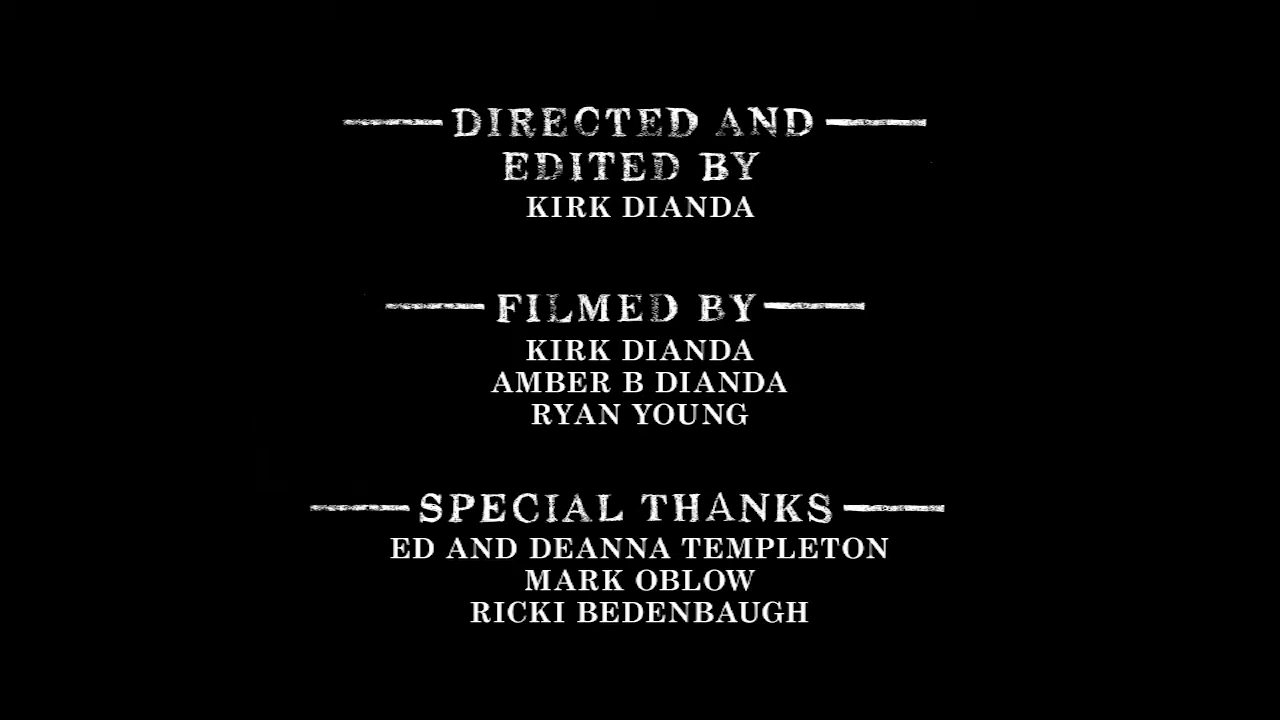 DIRECTED AND
EDITED BY
KIRK DIANDA
FILMED BY
KIRK DIANDA
AMBER B DIANDA
RYAN YOUNG
SPECIAL THANKS
ED AND DEANNA TEMPLETON
MARK OBLOW
RICKI BEDENBAUGH